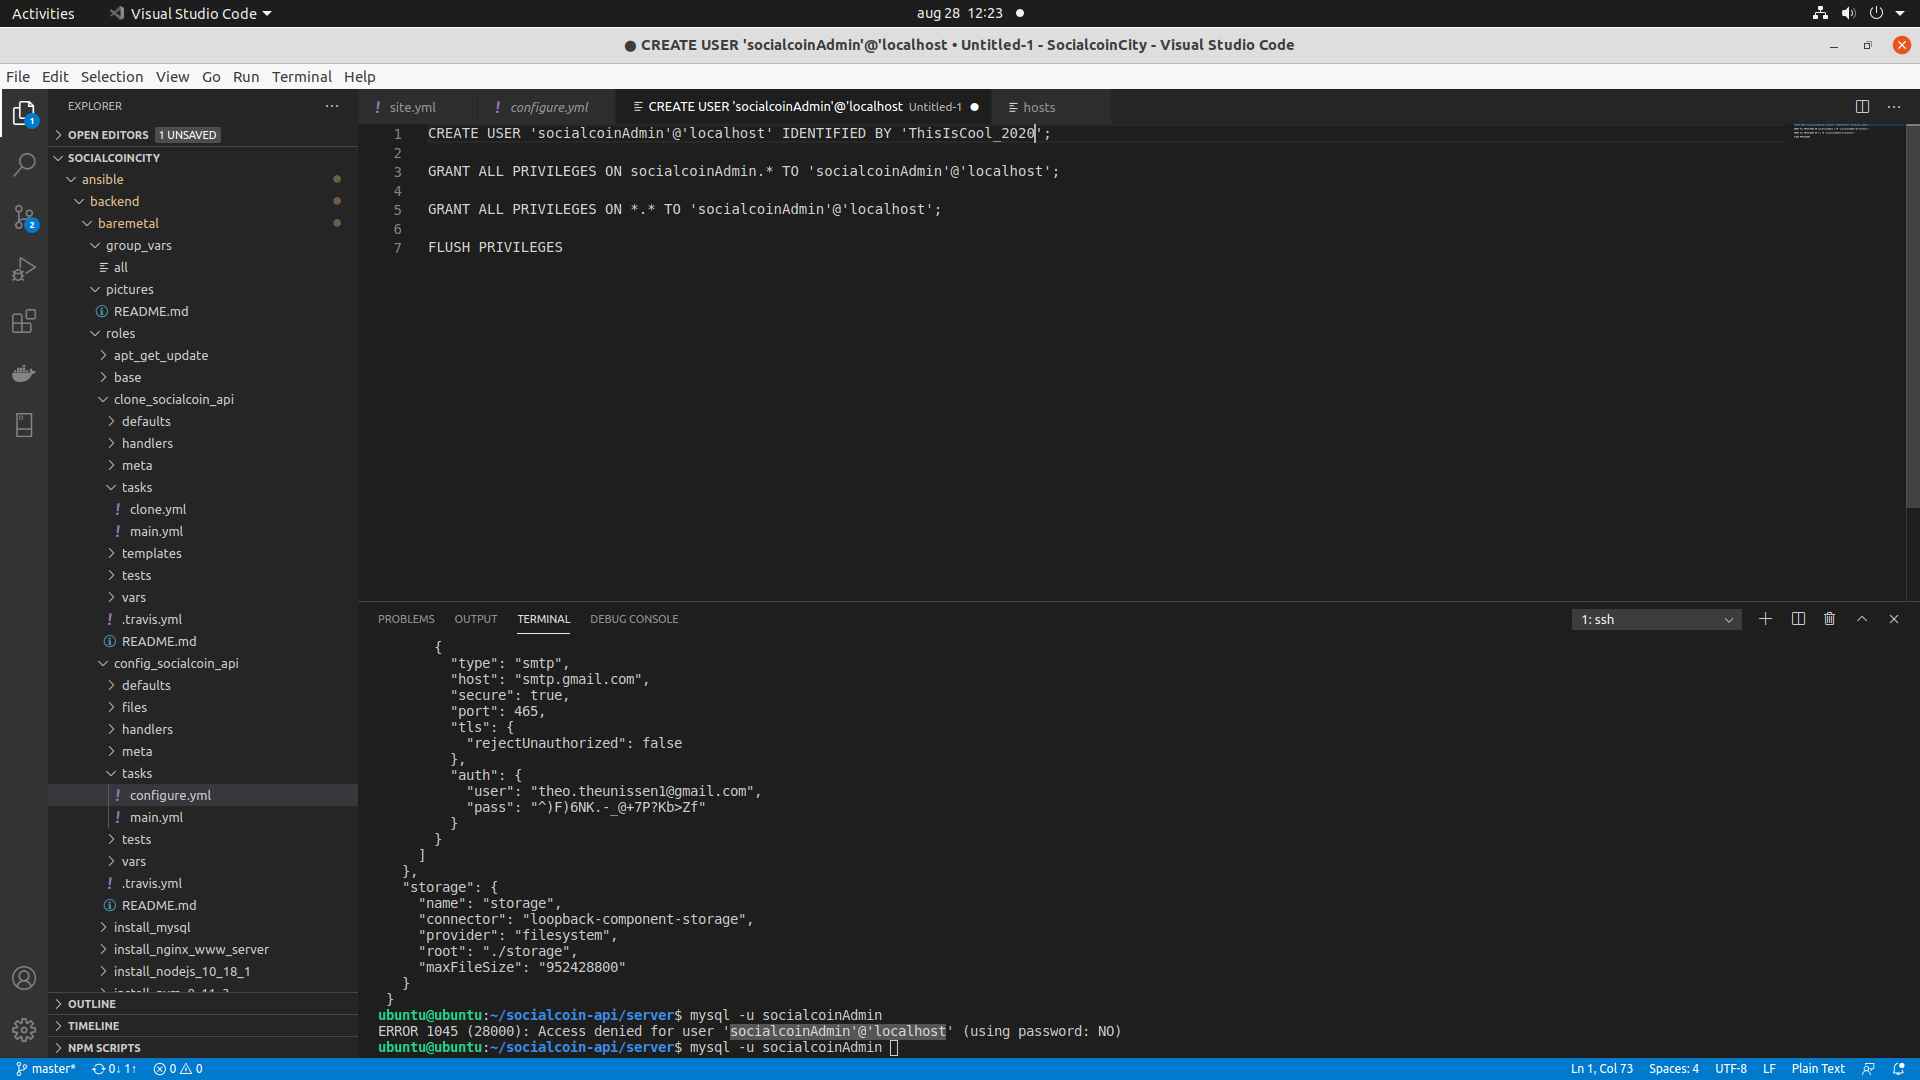 Activities
Visual Studio Code
aug 28 12:23
● CREATE USER 'socialcoinAdmin'@'localhost • Untitled-1 - SocialcoinCity - Visual Studio Code
File Edit Selection View Go Run Terminal Help
EXPLORER
OPEN EDITORS 1 UNSAVED
SOCIALCOINCITY
ansible
backend
baremetal
group_vars
all
pictures
README.md
roles
apt_get_update
base
clone_socialcoin_api
defaults
handlers
meta
tasks
clone.yml
main.yml
templates
tests
vars
.travis.yml
README.md
config_socialcoin_api
defaults
files
handlers
meta
tasks
configure.yml
main.yml
tests
vars
.travis.yml
README.md
install_mysql
install_nginx_www_server
install_nodejs_10_18_1
OUTLINE
TIMELINE
NPM SCRIPTS
site.yml
configure.yml
CREATE USER 'socialcoinAdmin'@'localhost Untitled-1
hosts
1 CREATE USER 'socialcoinAdmin'@'localhost' IDENTIFIED BY 'ThisIsCool_2020';
2
3 GRANT ALL PRIVILEGES ON socialcoinAdmin.* TO 'socialcoinAdmin'@'localhost';
4
5 GRANT ALL PRIVILEGES ON *.* TO 'socialcoinAdmin'@'localhost';
6
7 FLUSH PRIVILEGES
PROBLEMS OUTPUT TERMINAL DEBUG CONSOLE
1: ssh
{
"type": "smtp",
"host": "smtp.gmail.com",
"secure": true,
"port": 465,
"tls": {
"rejectUnauthorized": false
},
"auth": {
"user": "theo.theunissen1@gmail.com",
"pass": "^)F)6NK.-_@+7P?Kb>Zf"
}
}
]
},
"storage": {
"name": "storage",
"connector": "loopback-component-storage",
"provider": "filesystem",
"root": "./storage",
"maxFileSize": "952428800"
}
}
ubuntu@ubuntu:~/socialcoin-api/server$ mysql -u socialcoinAdmin
ERROR 1045 (28000): Access denied for user 'socialcoinAdmin'@'localhost' (using password: NO)
ubuntu@ubuntu:~/socialcoin-api/server$ mysql -u socialcoinAdmin
master* 0↓ 1↑ 0 0
Ln 1, Col 73 Spaces: 4 UTF-8 LF Plain Text